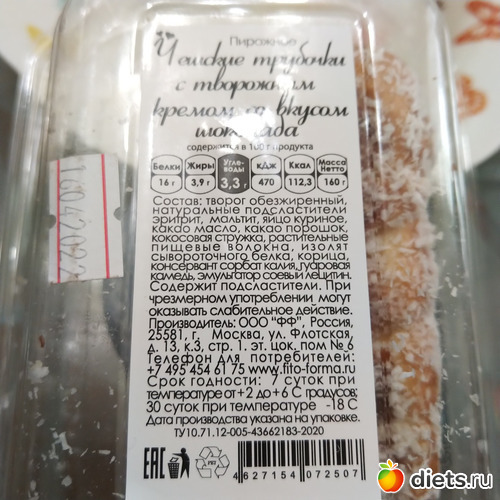 Пирожное
Чешские трубочки
с творожным
кремом со вкусом
шоколада
содержится в 100 г продукта
Белки Жиры Угле-воды кДж Ккал Масса Нетто
16 г 3,9 г 3,3 г 470 112,3 160 г
Состав: творог обезжиренный,
натуральные подсластители
эритрит, мальтит, яйцо куриное,
какао масло, какао порошок,
кокосовая стружка, растительные
пищевые волокна, изолят
сывороточного белка, корица,
консервант сорбат калия, гуаровая
камедь, эмульгатор соевый лецитин.
Содержит подсластители. При
чрезмерном употреблении могут
оказывать слабительное действие.
Производитель: ООО "ФФ", Россия,
25581, г. Москва, ул. Флотская,
д. 13, к.3, стр. 1. эт. цок. пом № 6
Телефон для потребителей:
+7 495 454 61 75 www.fito-forma.ru
Срок годности: 7 суток при
температуре от +2 до +6 С градусов;
30 суток при температуре -18 С
Дата производства указана на упаковке.
ТУ10.71.12-005-43662183-2020
EAC
4 627154 072507
16042022
diets.ru